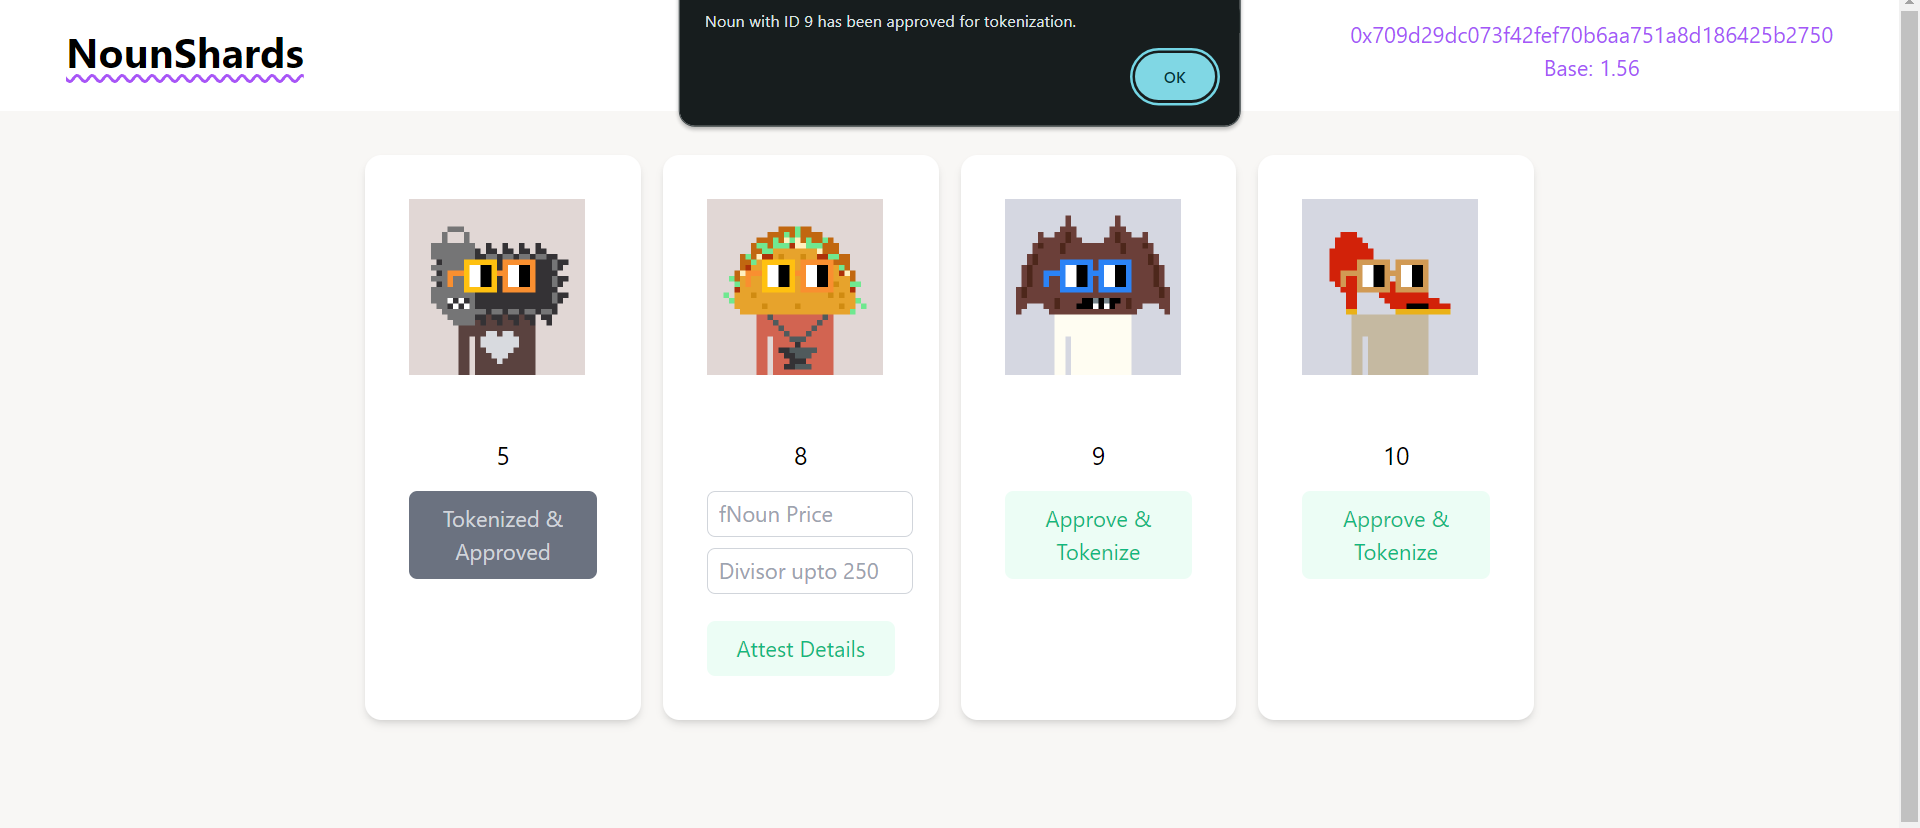 NounShards
Noun with ID 9 has been approved for tokenization.
OK
0x709d29dc073f42fef70b6aa751a8d186425b2750
Base: 1.56
5
Tokenized &
Approved
8
fNoun Price
Divisor upto 250
Attest Details
9
Approve &
Tokenize
10
Approve &
Tokenize